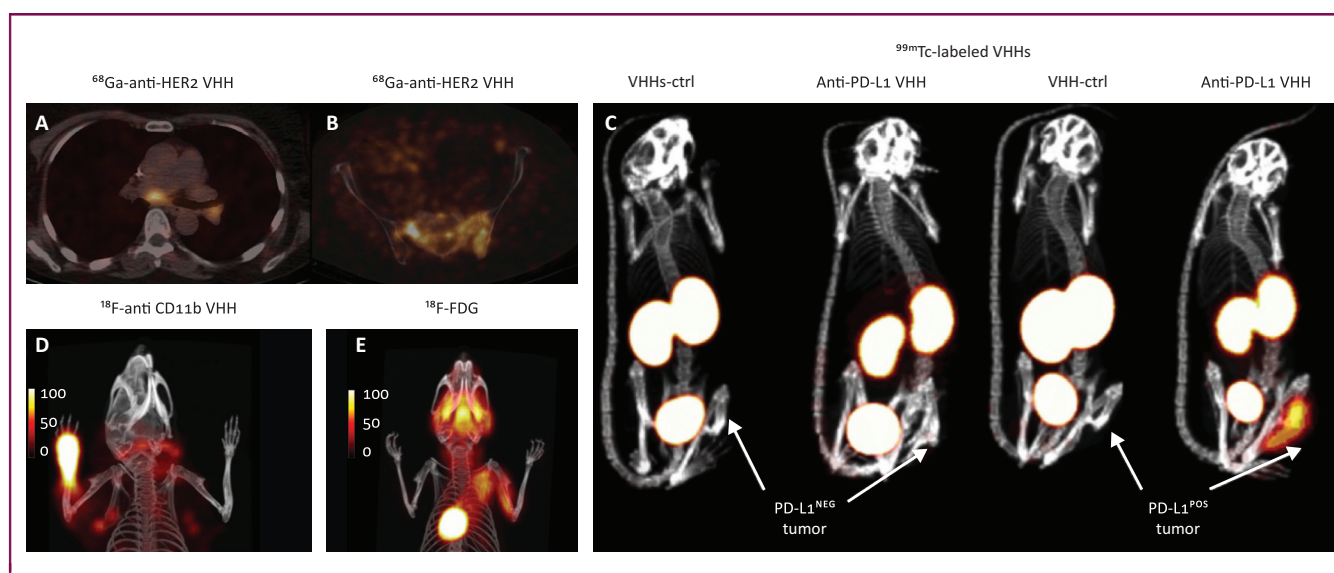 ⁹⁹ᵐTc-labeled VHHs
⁶⁸Ga-anti-HER2 VHH
⁶⁸Ga-anti-HER2 VHH
VHHs-ctrl
Anti-PD-L1 VHH
VHH-ctrl
Anti-PD-L1 VHH
A
B
C
¹⁸F-anti CD11b VHH
¹⁸F-FDG
D
E
100
50
0
100
50
0
PD-L1ᴺᴱᴳ
tumor
PD-L1ᴾᴼˢ
tumor